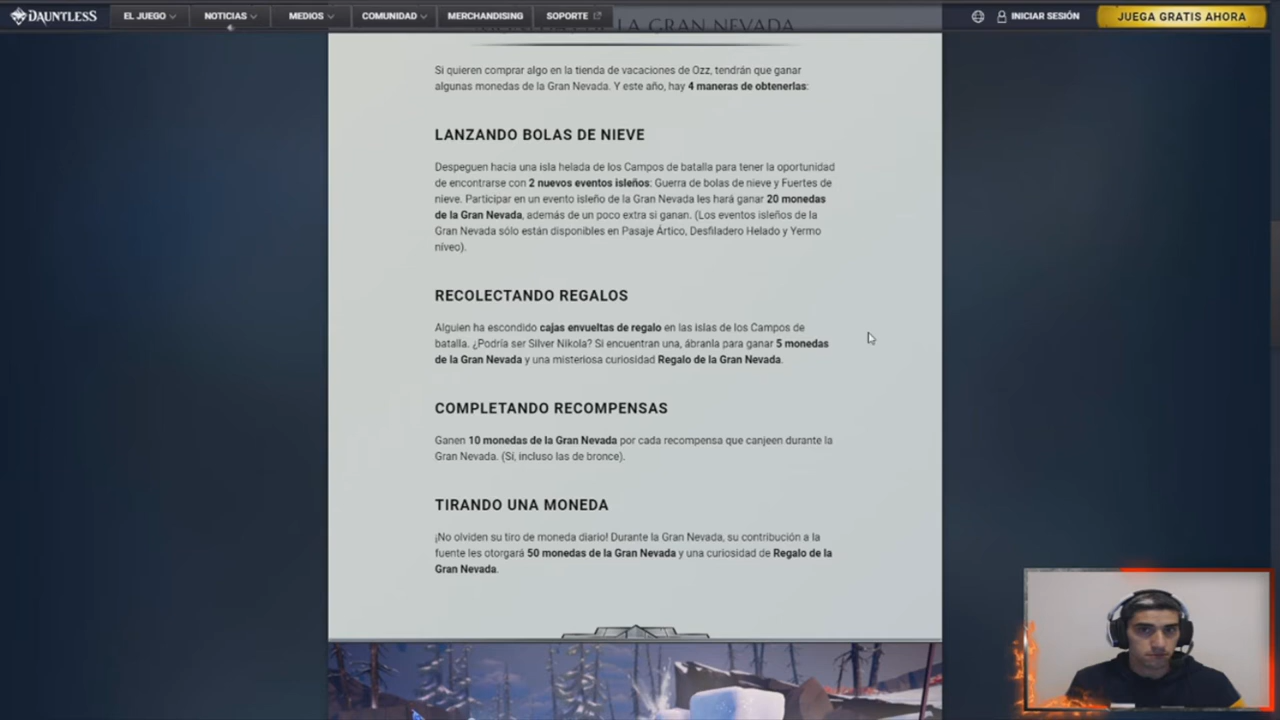 DAUNTLESS
EL JUEGO
NOTICIAS
MEDIOS
COMUNIDAD
MERCHANDISING
SOPORTE
INICIAR SESIÓN
JUEGA GRATIS AHORA
LA GRAN NEVADA
Si quieren comprar algo en la tienda de vacaciones de Ozz, tendrán que ganar
algunas monedas de la Gran Nevada. Y este año, hay 4 maneras de obtenerlas:
LANZANDO BOLAS DE NIEVE
Despeguen hacia una isla helada de los Campos de batalla para tener la oportunidad
de encontrarse con 2 nuevos eventos isleños: Guerra de bolas de nieve y Fuertes de
nieve. Participar en un evento isleño de la Gran Nevada les hará ganar 20 monedas
de la Gran Nevada, además de un poco extra si ganan. (Los eventos isleños de la
Gran Nevada sólo están disponibles en Pasaje Ártico, Desfiladero Helado y Yermo
níveo).
RECOLECTANDO REGALOS
Alguien ha escondido cajas envueltas de regalo en las islas de los Campos de
batalla. ¿Podría ser Silver Nikola? Si encuentran una, ábranla para ganar 5 monedas
de la Gran Nevada y una misteriosa curiosidad Regalo de la Gran Nevada.
COMPLETANDO RECOMPENSAS
Ganen 10 monedas de la Gran Nevada por cada recompensa que canjeen durante la
Gran Nevada. (Sí, incluso las de bronce).
TIRANDO UNA MONEDA
¡No olviden su tiro de moneda diario! Durante la Gran Nevada, su contribución a la
fuente les otorgará 50 monedas de la Gran Nevada y una curiosidad de Regalo de la
Gran Nevada.